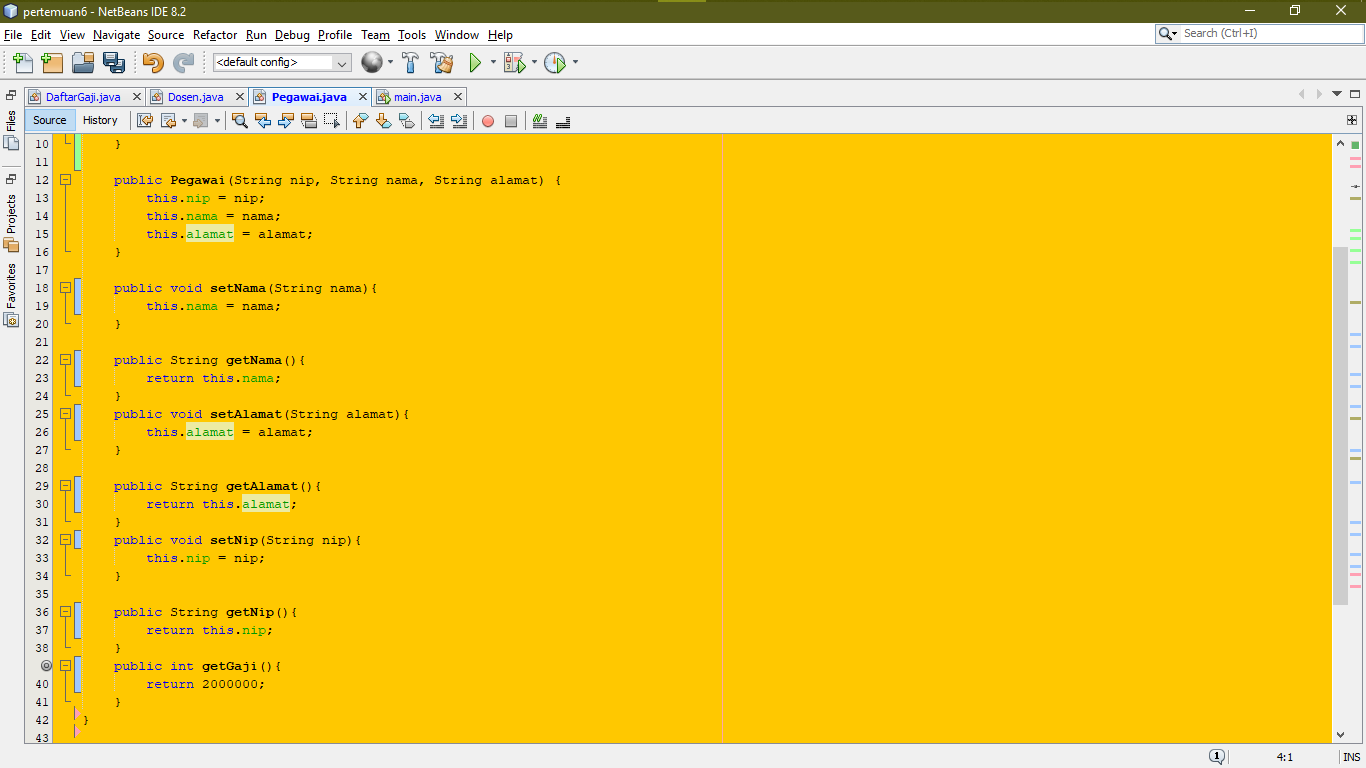 pertemuan6 - NetBeans IDE 8.2
File Edit View Navigate Source Refactor Run Debug Profile Team Tools Window Help
Search (Ctrl+I)
<default config>
DaftarGaji.java Dosen.java Pegawai.java main.java
Source History
Files
Projects
Favorites
10 }
11
12 public Pegawai(String nip, String nama, String alamat) {
13 this.nip = nip;
14 this.nama = nama;
15 this.alamat = alamat;
16 }
17
18 public void setNama(String nama){
19 this.nama = nama;
20 }
21
22 public String getNama(){
23 return this.nama;
24 }
25 public void setAlamat(String alamat){
26 this.alamat = alamat;
27 }
28
29 public String getAlamat(){
30 return this.alamat;
31 }
32 public void setNip(String nip){
33 this.nip = nip;
34 }
35
36 public String getNip(){
37 return this.nip;
38 }
public int getGaji(){
40 return 2000000;
41 }
42 }
43
1 4:1 INS